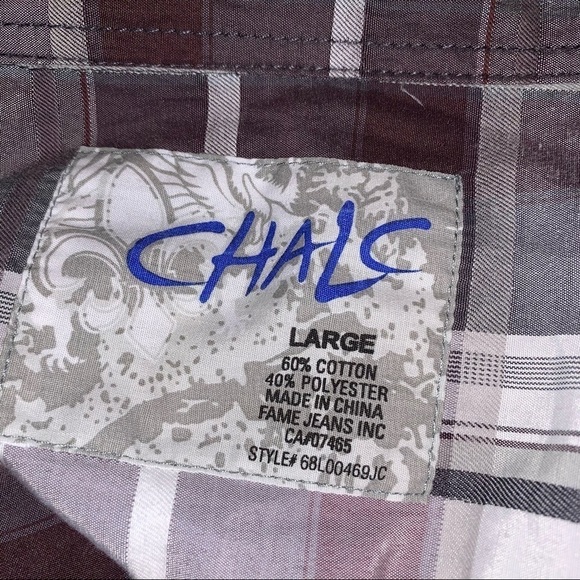 CHALC
LARGE
60% COTTON
40% POLYESTER
MADE IN CHINA
FAME JEANS INC
CA#07465
STYLE# 68L00469JC